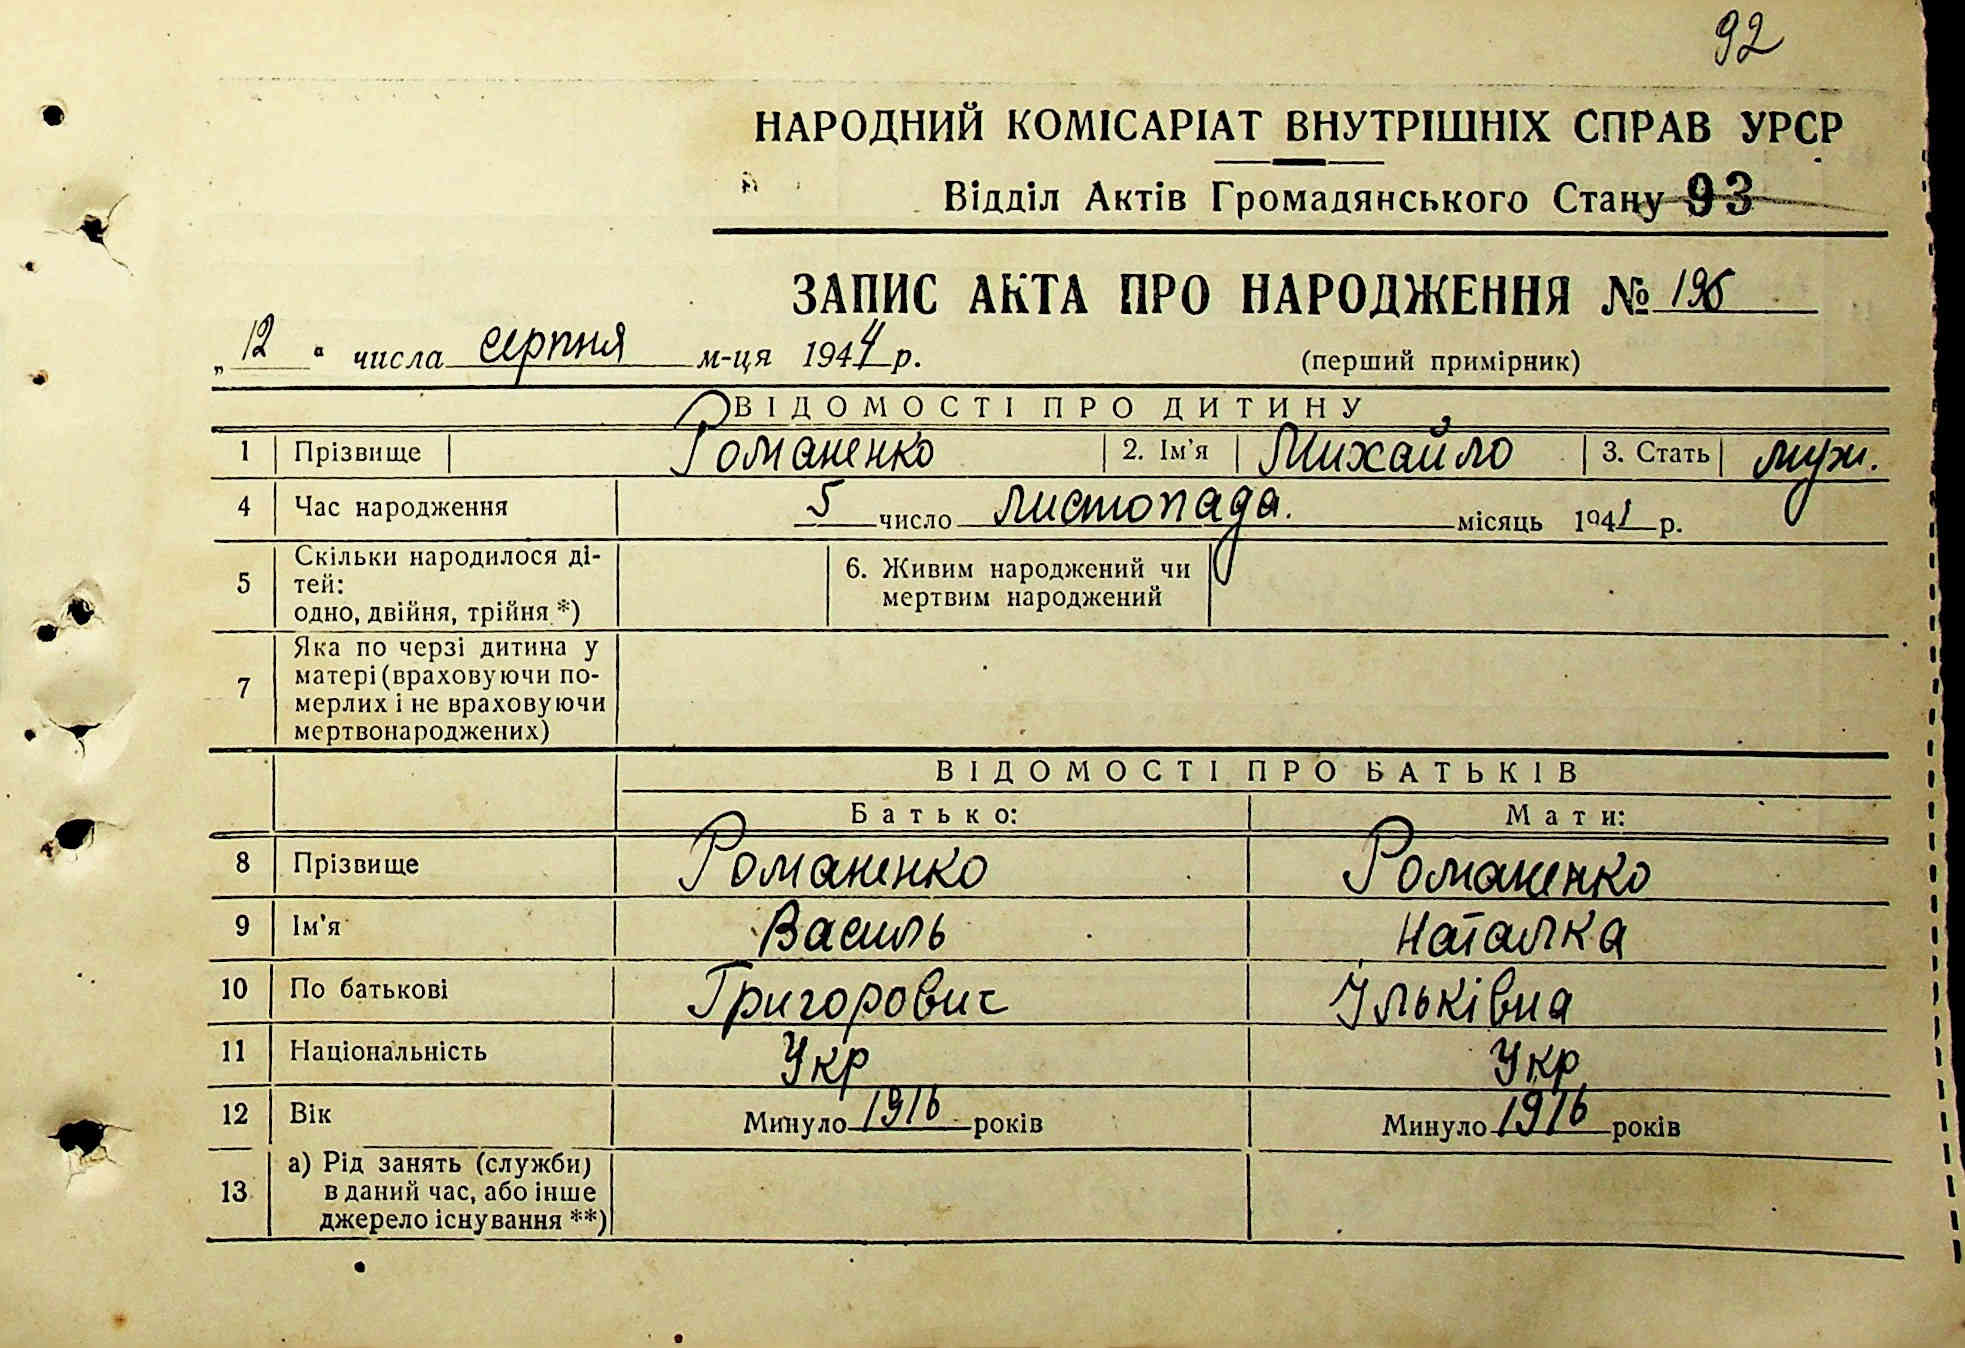 92
НАРОДНИЙ КОМІСАРІАТ ВНУТРІШНІХ СПРАВ УРСР
Відділ Актів Громадянського Стану 93
ЗАПИС АКТА ПРО НАРОДЖЕННЯ №
„12" числа серпня м-ця 1944 р. (перший примірник)
ВІДОМОСТІ ПРО ДИТИНУ
1 Прізвище Романенко 2. Ім'я Михайло 3. Стать муж.
4 Час народження 5 число листопада. місяць 1941 р.
5 Скільки народилося ді-
тей:
одно, двійня, трійня *)
6. Живим народжений чи
мертвим народжений
7 Яка по черзі дитина у
матері (враховуючи по-
мерлих і не враховуючи
мертвонароджених)
ВІДОМОСТІ ПРО БАТЬКІВ
Батько: Мати:
8 Прізвище Романенко Романенко
9 Ім'я Василь Наталка
10 По батькові Григорович Ільківна
11 Національність Укр Укр
12 Вік Минуло 1916 років Минуло 1916 років
13 а) Рід занять (служби)
в даний час, або інше
джерело існування **)